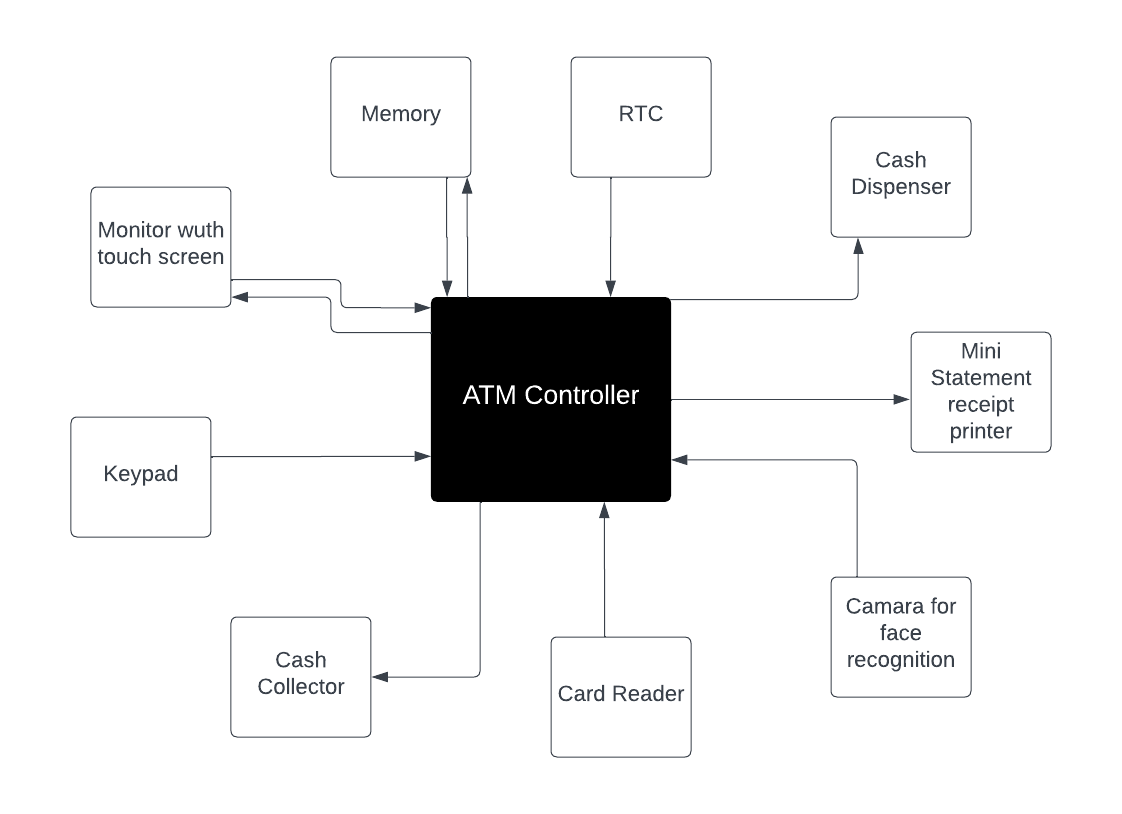 Memory
RTC
Cash
Dispenser
Monitor wuth
touch screen
Mini
Statement
receipt
printer
ATM Controller
Keypad
Camara for
face
recognition
Cash
Collector
Card Reader